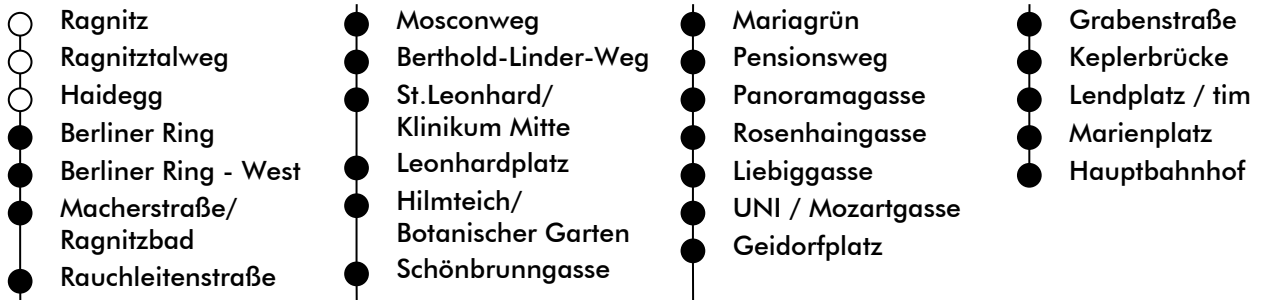 Ragnitz
Ragnitztalweg
Haidegg
Berliner Ring
Berliner Ring - West
Macherstraße/
Ragnitzbad
Rauchleitenstraße
Mosconweg
Berthold-Linder-Weg
St.Leonhard/
Klinikum Mitte
Leonhardplatz
Hilmteich/
Botanischer Garten
Schönbrunngasse
Mariagrün
Pensionsweg
Panoramagasse
Rosenhaingasse
Liebiggasse
UNI / Mozartgasse
Geidorfplatz
Grabenstraße
Keplerbrücke
Lendplatz / tim
Marienplatz
Hauptbahnhof